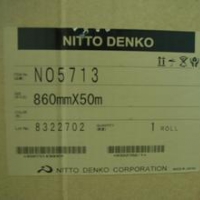 NITTO DENKO
NO5713
860mmX50m
8322702
1 ROLL
NITTO DENKO CORPORATION